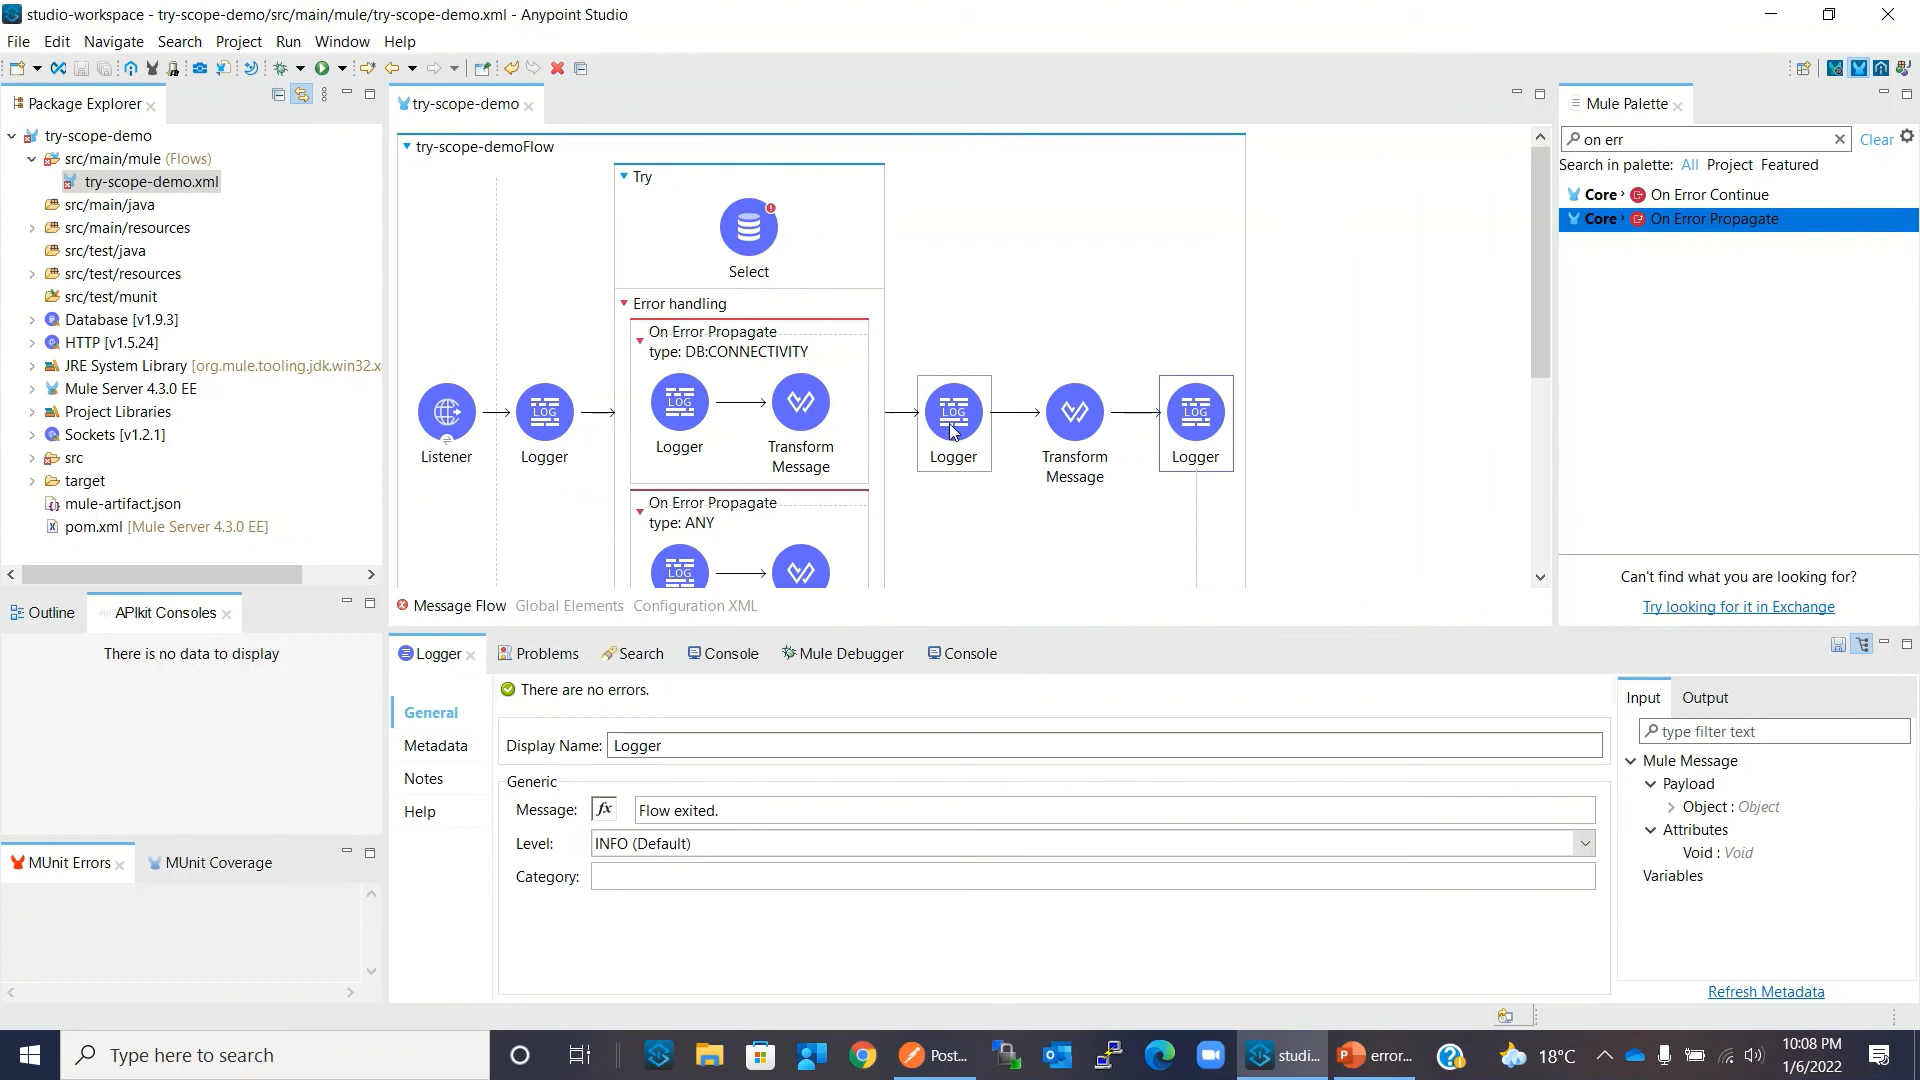 studio-workspace - try-scope-demo/src/main/mule/try-scope-demo.xml - Anypoint Studio
File Edit Navigate Search Project Run Window Help
Package Explorer
try-scope-demo
src/main/mule (Flows)
try-scope-demo.xml
src/main/java
src/main/resources
src/test/java
src/test/resources
src/test/munit
Database [v1.9.3]
HTTP [v1.5.24]
JRE System Library [org.mule.tooling.jdk.win32.x
Mule Server 4.3.0 EE
Project Libraries
Sockets [v1.2.1]
src
target
mule-artifact.json
pom.xml [Mule Server 4.3.0 EE]
Outline
APIkit Consoles
There is no data to display
MUnit Errors
MUnit Coverage
try-scope-demo
try-scope-demoFlow
Try
Select
Error handling
On Error Propagate
type: DB:CONNECTIVITY
LOG
Logger
Transform
Message
On Error Propagate
type: ANY
LOG
Listener
LOG
Logger
LOG
Logger
Transform
Message
LOG
Logger
Message Flow Global Elements Configuration XML
Mule Palette
on err
Clear
Search in palette: All Project Featured
Core › On Error Continue
Core › On Error Propagate
Can't find what you are looking for?
Try looking for it in Exchange
Logger
Problems
Search
Console
Mule Debugger
Console
There are no errors.
General
Metadata
Notes
Help
Display Name: Logger
Generic
Message: fx Flow exited.
Level: INFO (Default)
Category:
Input Output
type filter text
Mule Message
Payload
Object : Object
Attributes
Void : Void
Variables
Refresh Metadata
Type here to search
Post...
studi...
error...
18°C
10:08 PM
1/6/2022